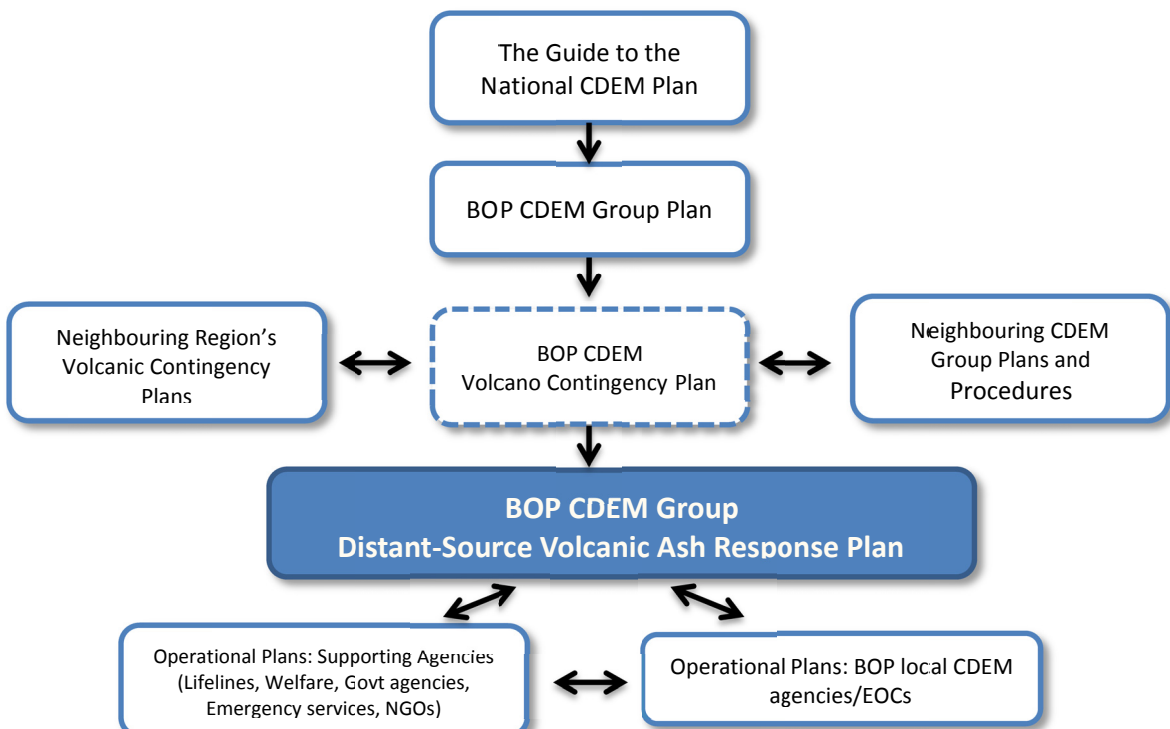 The Guide to the
National CDEM Plan
BOP CDEM Group Plan
Neighbouring Region's
Volcanic Contingency
Plans
BOP CDEM
Volcano Contingency Plan
Neighbouring CDEM
Group Plans and
Procedures
BOP CDEM Group
Distant-Source Volcanic Ash Response Plan
Operational Plans: Supporting Agencies
(Lifelines, Welfare, Govt agencies,
Emergency services, NGOs)
Operational Plans: BOP local CDEM
agencies/EOCs